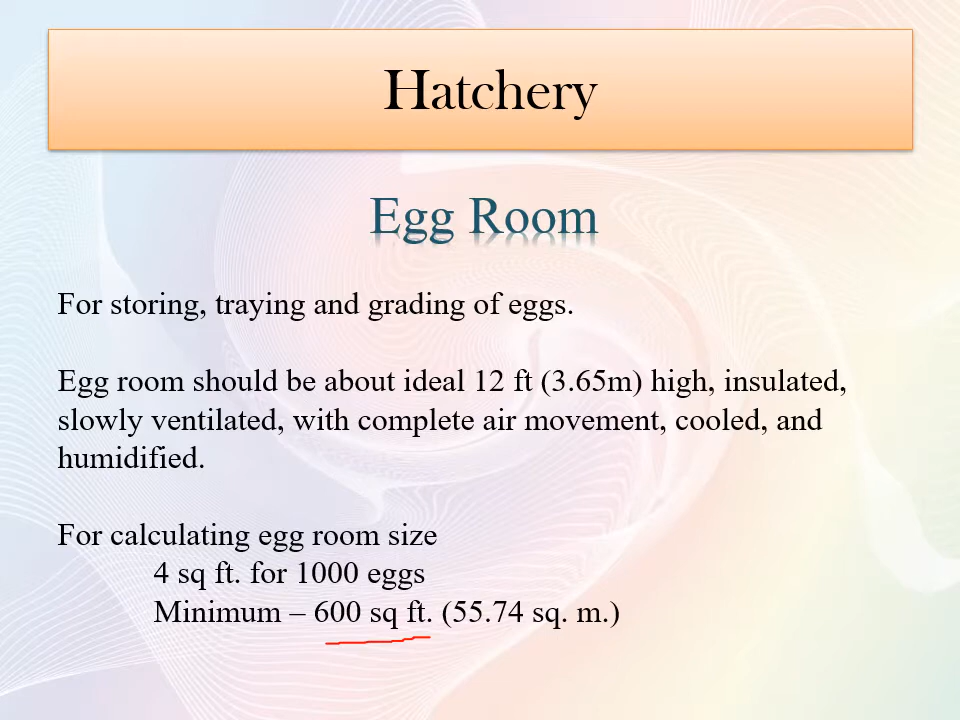 Hatchery
Egg Room
For storing, traying and grading of eggs.
Egg room should be about ideal 12 ft (3.65m) high, insulated,
slowly ventilated, with complete air movement, cooled, and
humidified.
For calculating egg room size
4 sq ft. for 1000 eggs
Minimum – 600 sq ft. (55.74 sq. m.)